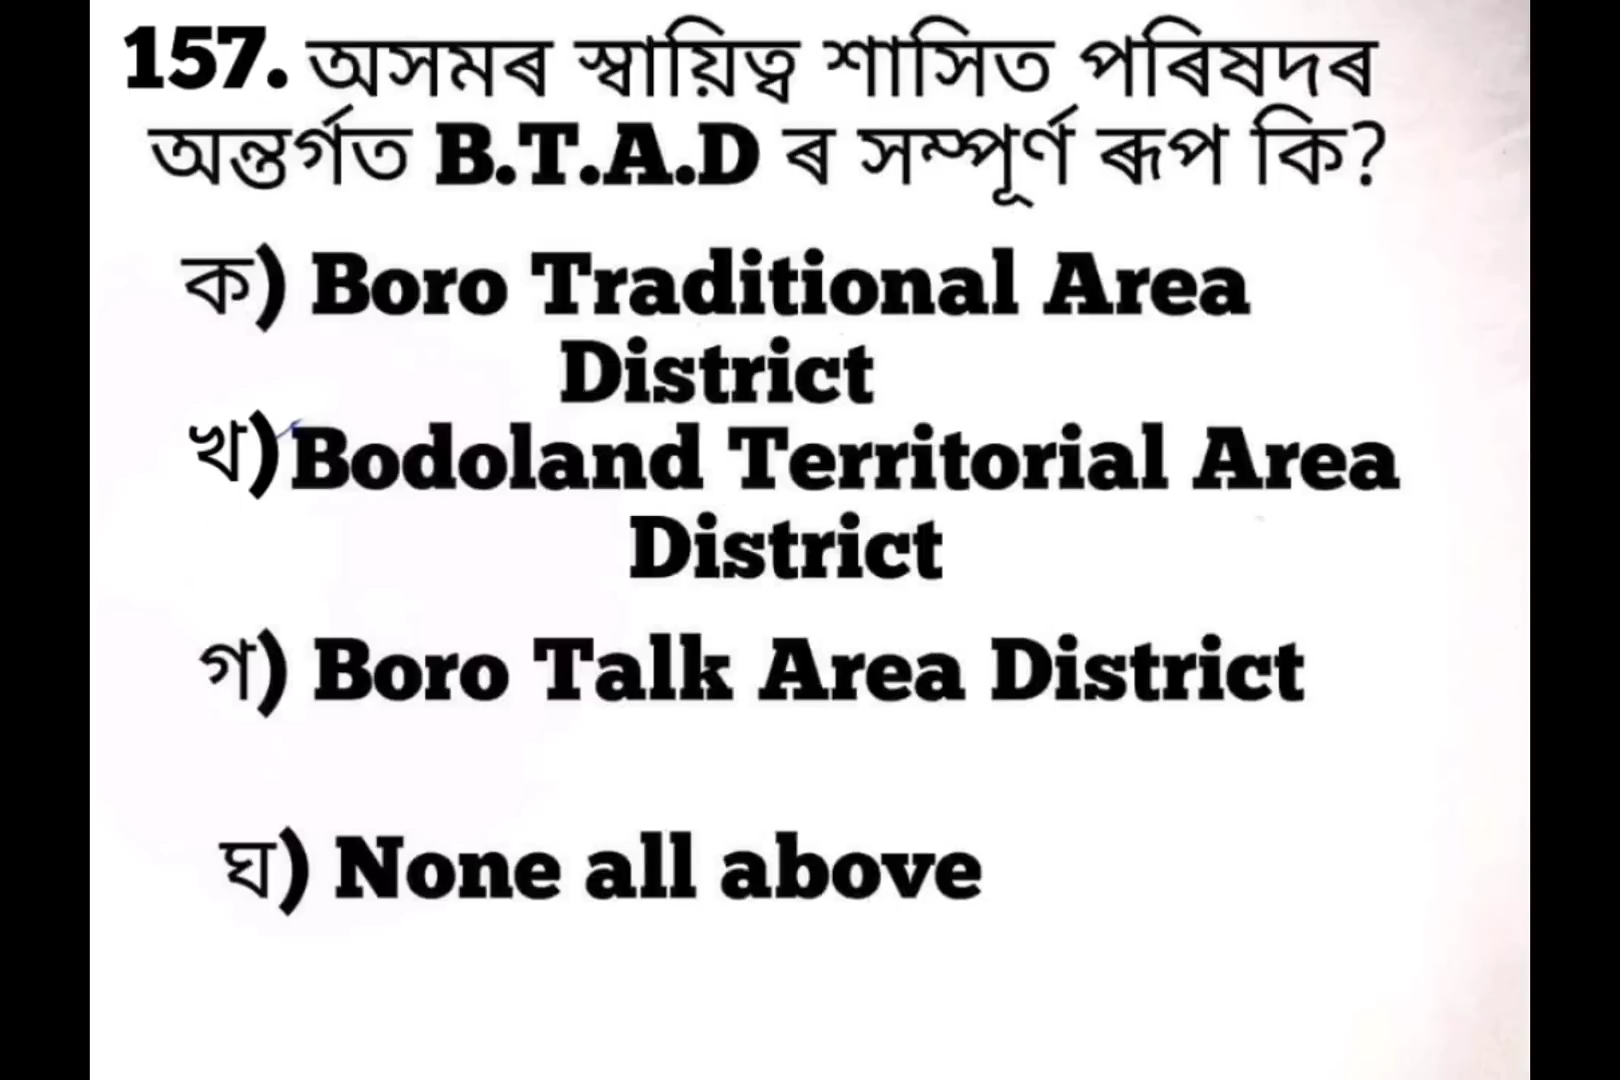 157. অসমৰ স্বায়িত্ব শাসিত পৰিষদৰ
অন্তৰ্গত B.T.A.D ৰ সম্পূৰ্ণ ৰূপ কি?
ক) Boro Traditional Area
District
খ) Bodoland Territorial Area
District
গ) Boro Talk Area District
ঘ) None all above